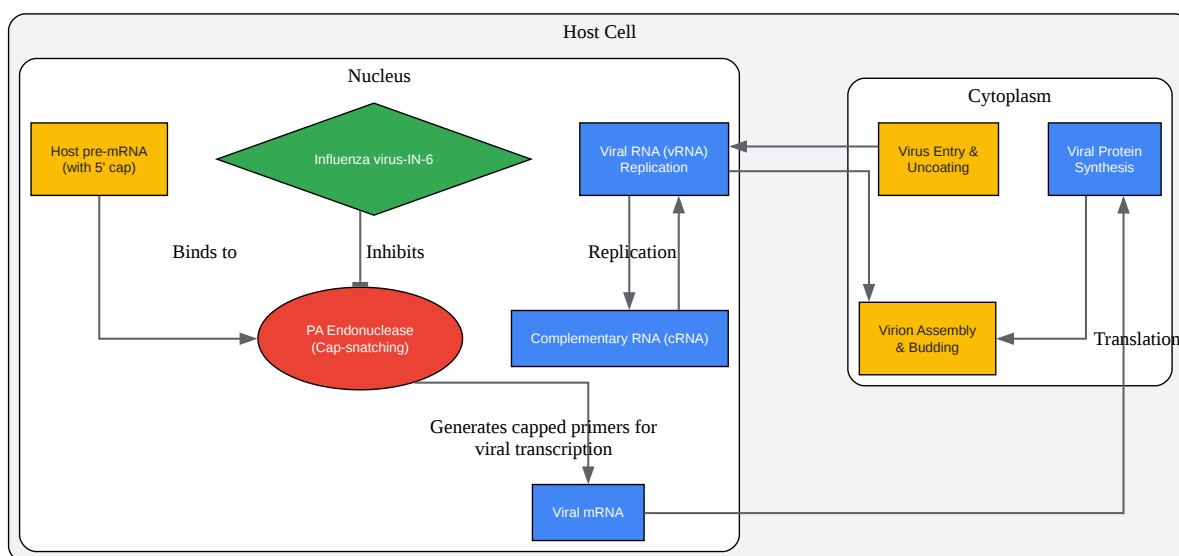 Host Cell
Nucleus
Cytoplasm
Host pre-mRNA
(with 5' cap)
Influenza virus-IN-6
Viral RNA (vRNA)
Replication
Virus Entry &
Uncoating
Viral Protein
Synthesis
Binds to
Inhibits
Replication
PA Endonuclease
(Cap-snatching)
Complementary RNA (cRNA)
Virion Assembly
& Budding
Translation
Generates capped primers for
viral transcription
Viral mRNA